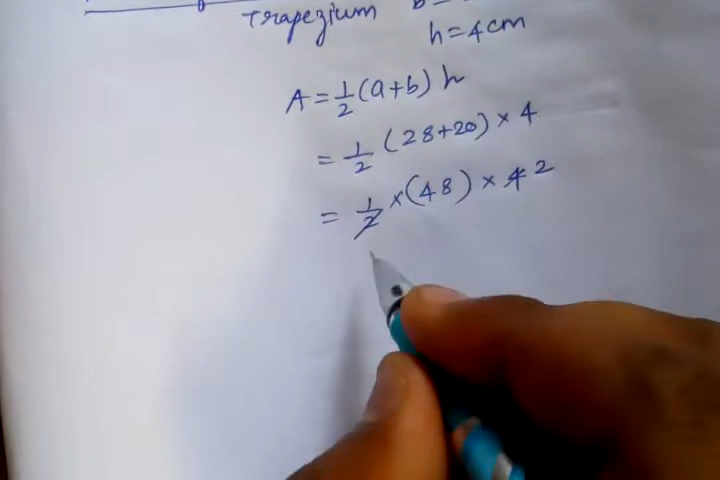 Trapezium
h=4cm
A = 1/2 (a+b) h
= 1/2 (28+20) × 4
= 1/2 × (48) × 4 2